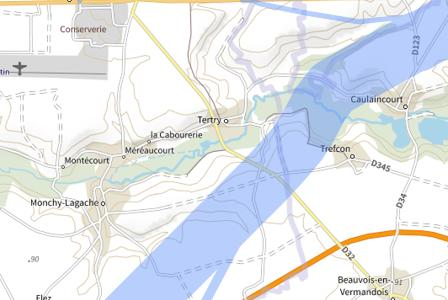 Conserverie
D123
tin
Caulaincourt
Tertry
la Cabourerie
Méréaucourt
Montécourt
Trefcon
D345
Monchy-Lagache
D34
90
D32
Beauvois-en-
Vermandois
91
Flez